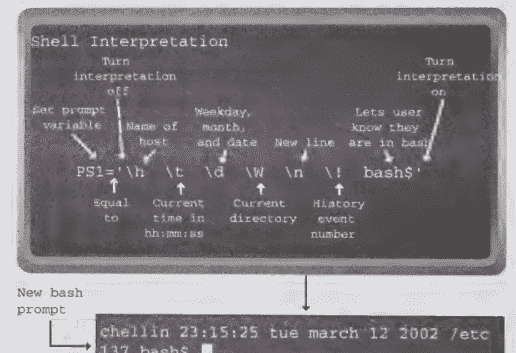 Shell Interpretation
Turn
interpretation
off
Turn
interpretation
on
Set prompt
variable
Name of
host
Weekday,
month,
and date
New line
Lets user
know they
are in bash
PS1='\h \t \d \W \n \! bash$'
Equal
to
Current
time in
hh:mm:ss
Current
directory
History
event
number
New bash
prompt
chellin 23:15:25 tue march 12 2002 /etc
137 bash$